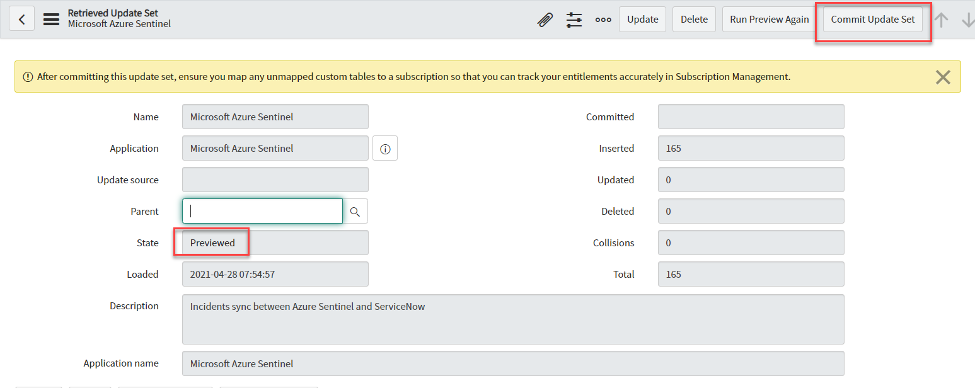 Retrieved Update Set
Microsoft Azure Sentinel
Update
Delete
Run Preview Again
Commit Update Set
After committing this update set, ensure you map any unmapped custom tables to a subscription so that you can track your entitlements accurately in Subscription Management.
Name
Microsoft Azure Sentinel
Committed
Application
Microsoft Azure Sentinel
Inserted
165
Update source
Updated
0
Parent
Deleted
0
State
Previewed
Collisions
0
Loaded
2021-04-28 07:54:57
Total
165
Description
Incidents sync between Azure Sentinel and ServiceNow
Application name
Microsoft Azure Sentinel